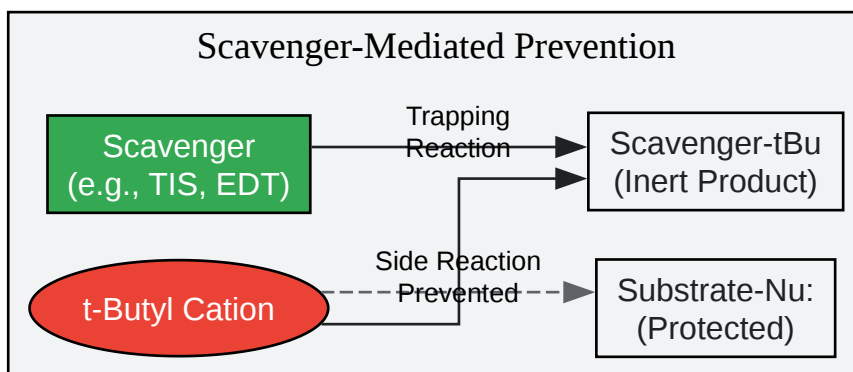 Scavenger-Mediated Prevention
Scavenger
(e.g., TIS, EDT)
Trapping
Reaction
Scavenger-tBu
(Inert Product)
t-Butyl Cation
Side Reaction
Prevented
Substrate-Nu:
(Protected)